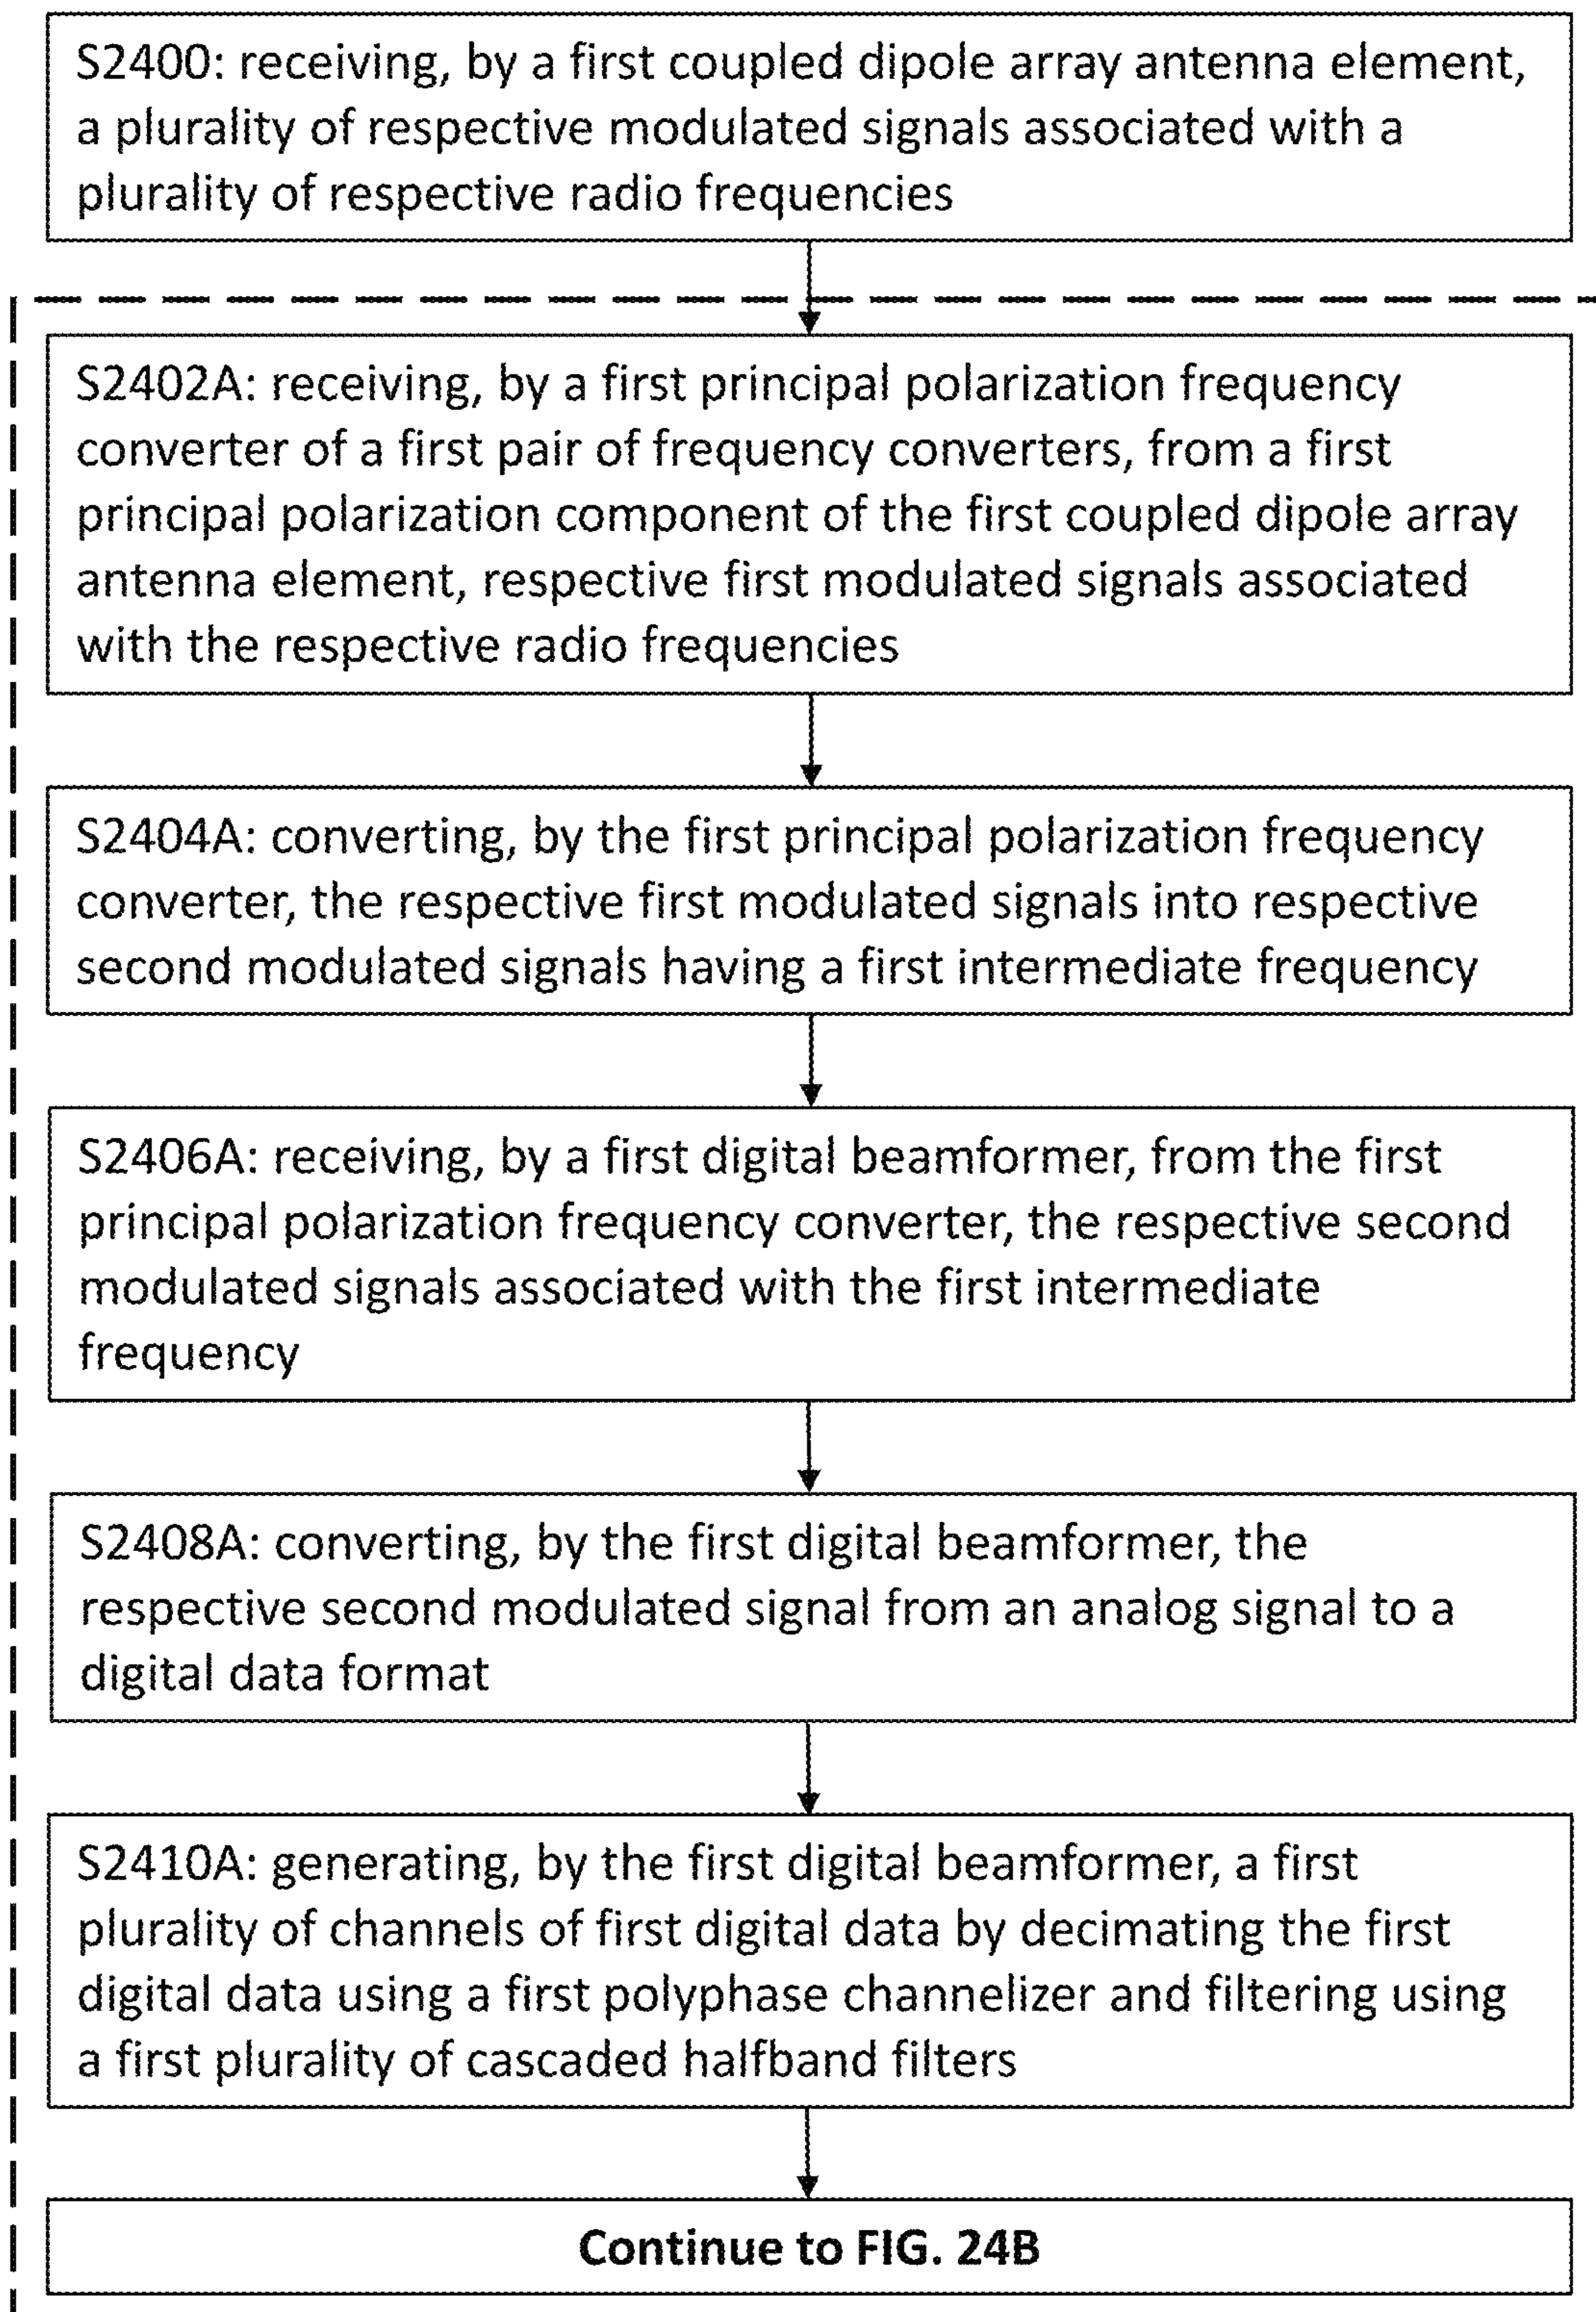 S2400: receiving, by a first coupled dipole array antenna element,
a plurality of respective modulated signals associated with a
plurality of respective radio frequencies
S2402A: receiving, by a first principal polarization frequency
converter of a first pair of frequency converters, from a first
principal polarization component of the first coupled dipole array
antenna element, respective first modulated signals associated
with the respective radio frequencies
S2404A: converting, by the first principal polarization frequency
converter, the respective first modulated signals into respective
second modulated signals having a first intermediate frequency
S2406A: receiving, by a first digital beamformer, from the first
principal polarization frequency converter, the respective second
modulated signals associated with the first intermediate
frequency
S2408A: converting, by the first digital beamformer, the
respective second modulated signal from an analog signal to a
digital data format
S2410A: generating, by the first digital beamformer, a first
plurality of channels of first digital data by decimating the first
digital data using a first polyphase channelizer and filtering using
a first plurality of cascaded halfband filters
Continue to FIG. 24B